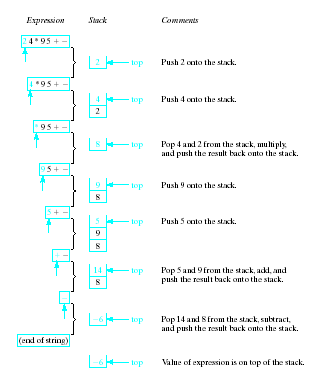 Expression Stack Comments
2 4 * 9 5 + −
2 top Push 2 onto the stack.
4 * 9 5 + −
4 top Push 4 onto the stack.
2
* 9 5 + −
8 top Pop 4 and 2 from the stack, multiply,
and push the result back onto the stack.
9 5 + −
9 top Push 9 onto the stack.
8
5 + −
5 top Push 5 onto the stack.
9
8
+ −
14 top Pop 5 and 9 from the stack, add, and
8 push the result back onto the stack.
−
−6 top Pop 14 and 8 from the stack, subtract,
and push the result back onto the stack.
(end of string)
−6 top Value of expression is on top of the stack.